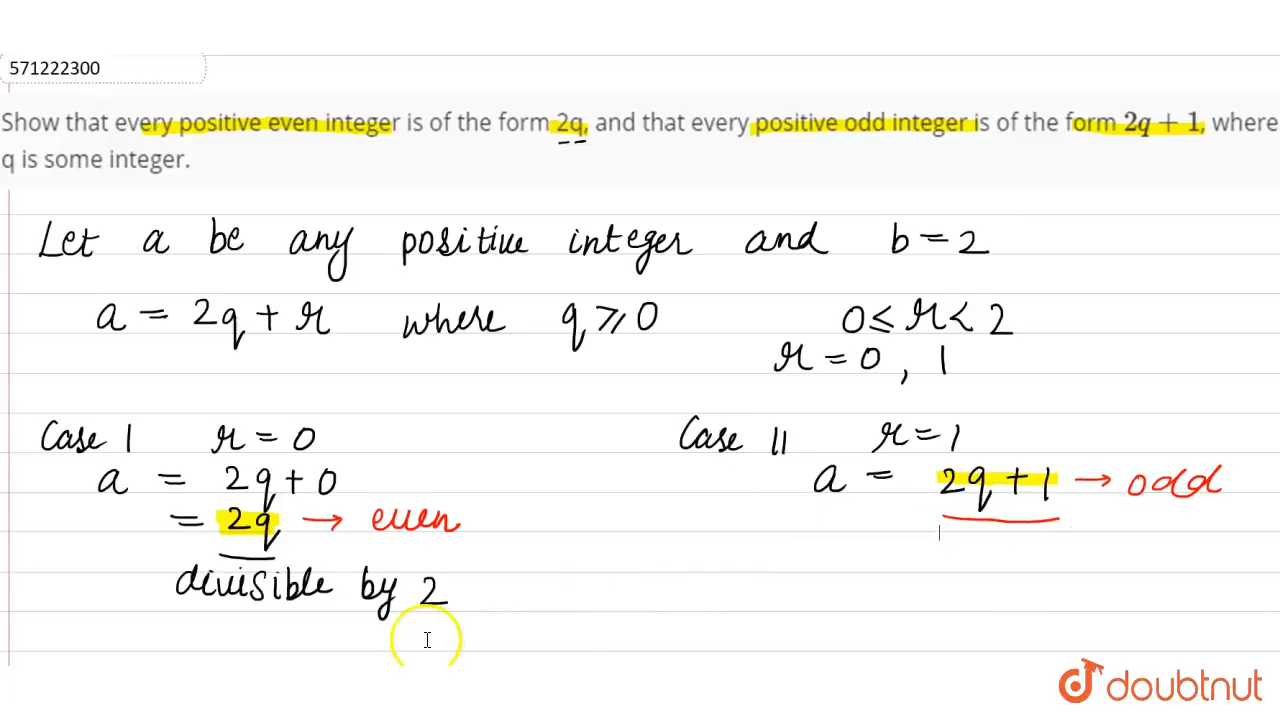 571222300
Show that every positive even integer is of the form 2q, and that every positive odd integer is of the form 2q + 1, where
q is some integer.
Let a be any positive integer and b = 2
a = 2q + r where q ⩾ 0 0 ≤ r < 2
r = 0 , 1
Case I r = 0 Case II r = 1
a = 2q + 0 a = 2q + 1 → odd
= 2q → even
divisible by 2
doubtnut